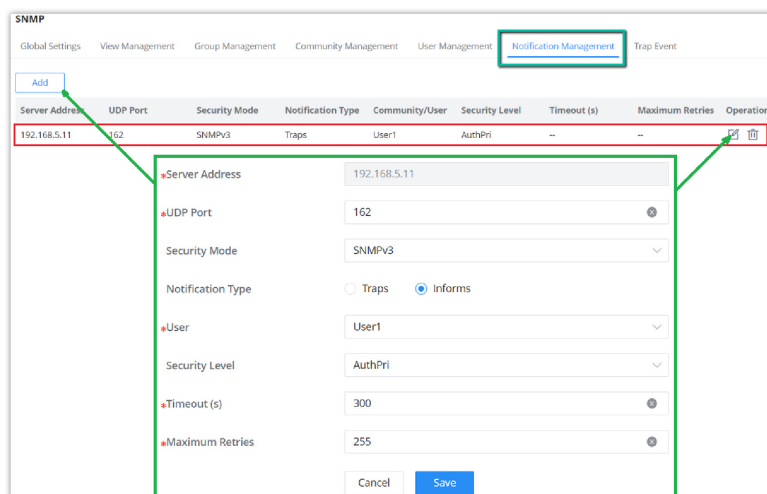 SNMP
Global Settings View Management Group Management Community Management User Management Notification Management Trap Event
Add
Server Address UDP Port Security Mode Notification Type Community/User Security Level Timeout (s) Maximum Retries Operation
192.168.5.11 162 SNMPv3 Traps User1 AuthPri -- --
*Server Address 192.168.5.11
*UDP Port 162
Security Mode SNMPv3
Notification Type Traps Informs
*User User1
Security Level AuthPri
*Timeout (s) 300
*Maximum Retries 255
Cancel Save